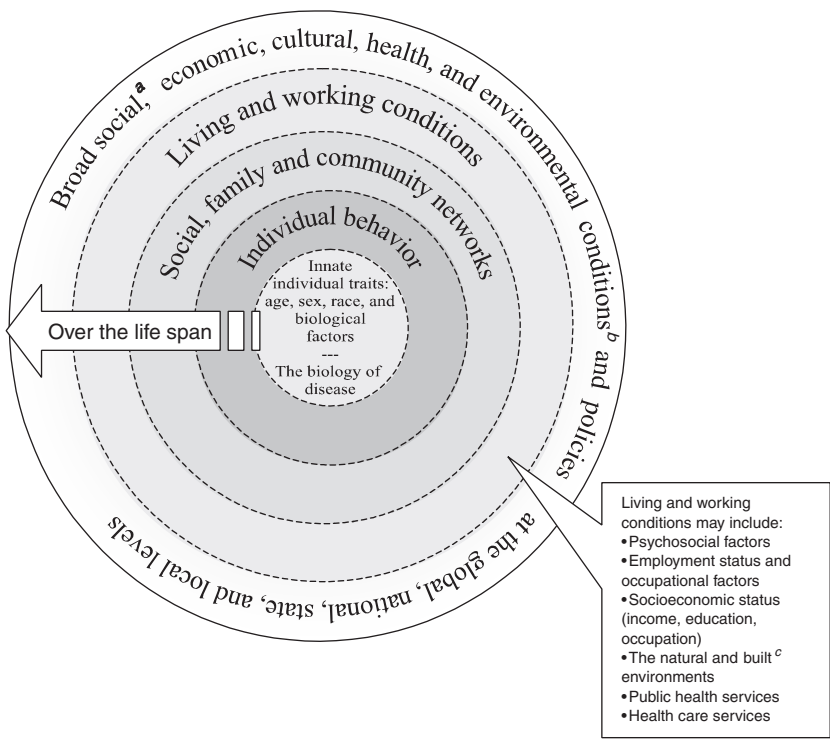 Broad social,a economic, cultural, health, and environmental conditionsb and policies
at the global, national, state, and local levels
Living and working conditions
Social, family and community networks
Individual behavior
Innate
individual traits:
age, sex, race, and
biological
factors
---
The biology of
disease
Over the life span
Living and working
conditions may include:
•Psychosocial factors
•Employment status and
occupational factors
•Socioeconomic status
(income, education,
occupation)
•The natural and built c
environments
•Public health services
•Health care services